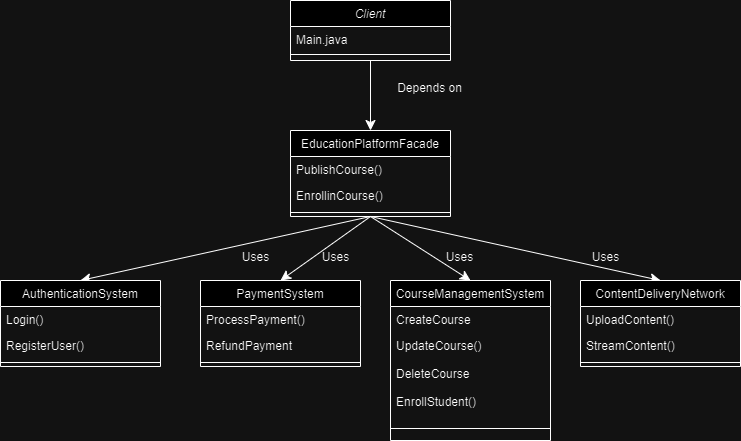 Client
Main.java
Depends on
EducationPlatformFacade
PublishCourse()
EnrollinCourse()
Uses
Uses
Uses
Uses
AuthenticationSystem
Login()
RegisterUser()
PaymentSystem
ProcessPayment()
RefundPayment
CourseManagementSystem
CreateCourse
UpdateCourse()
DeleteCourse
EnrollStudent()
ContentDeliveryNetwork
UploadContent()
StreamContent()